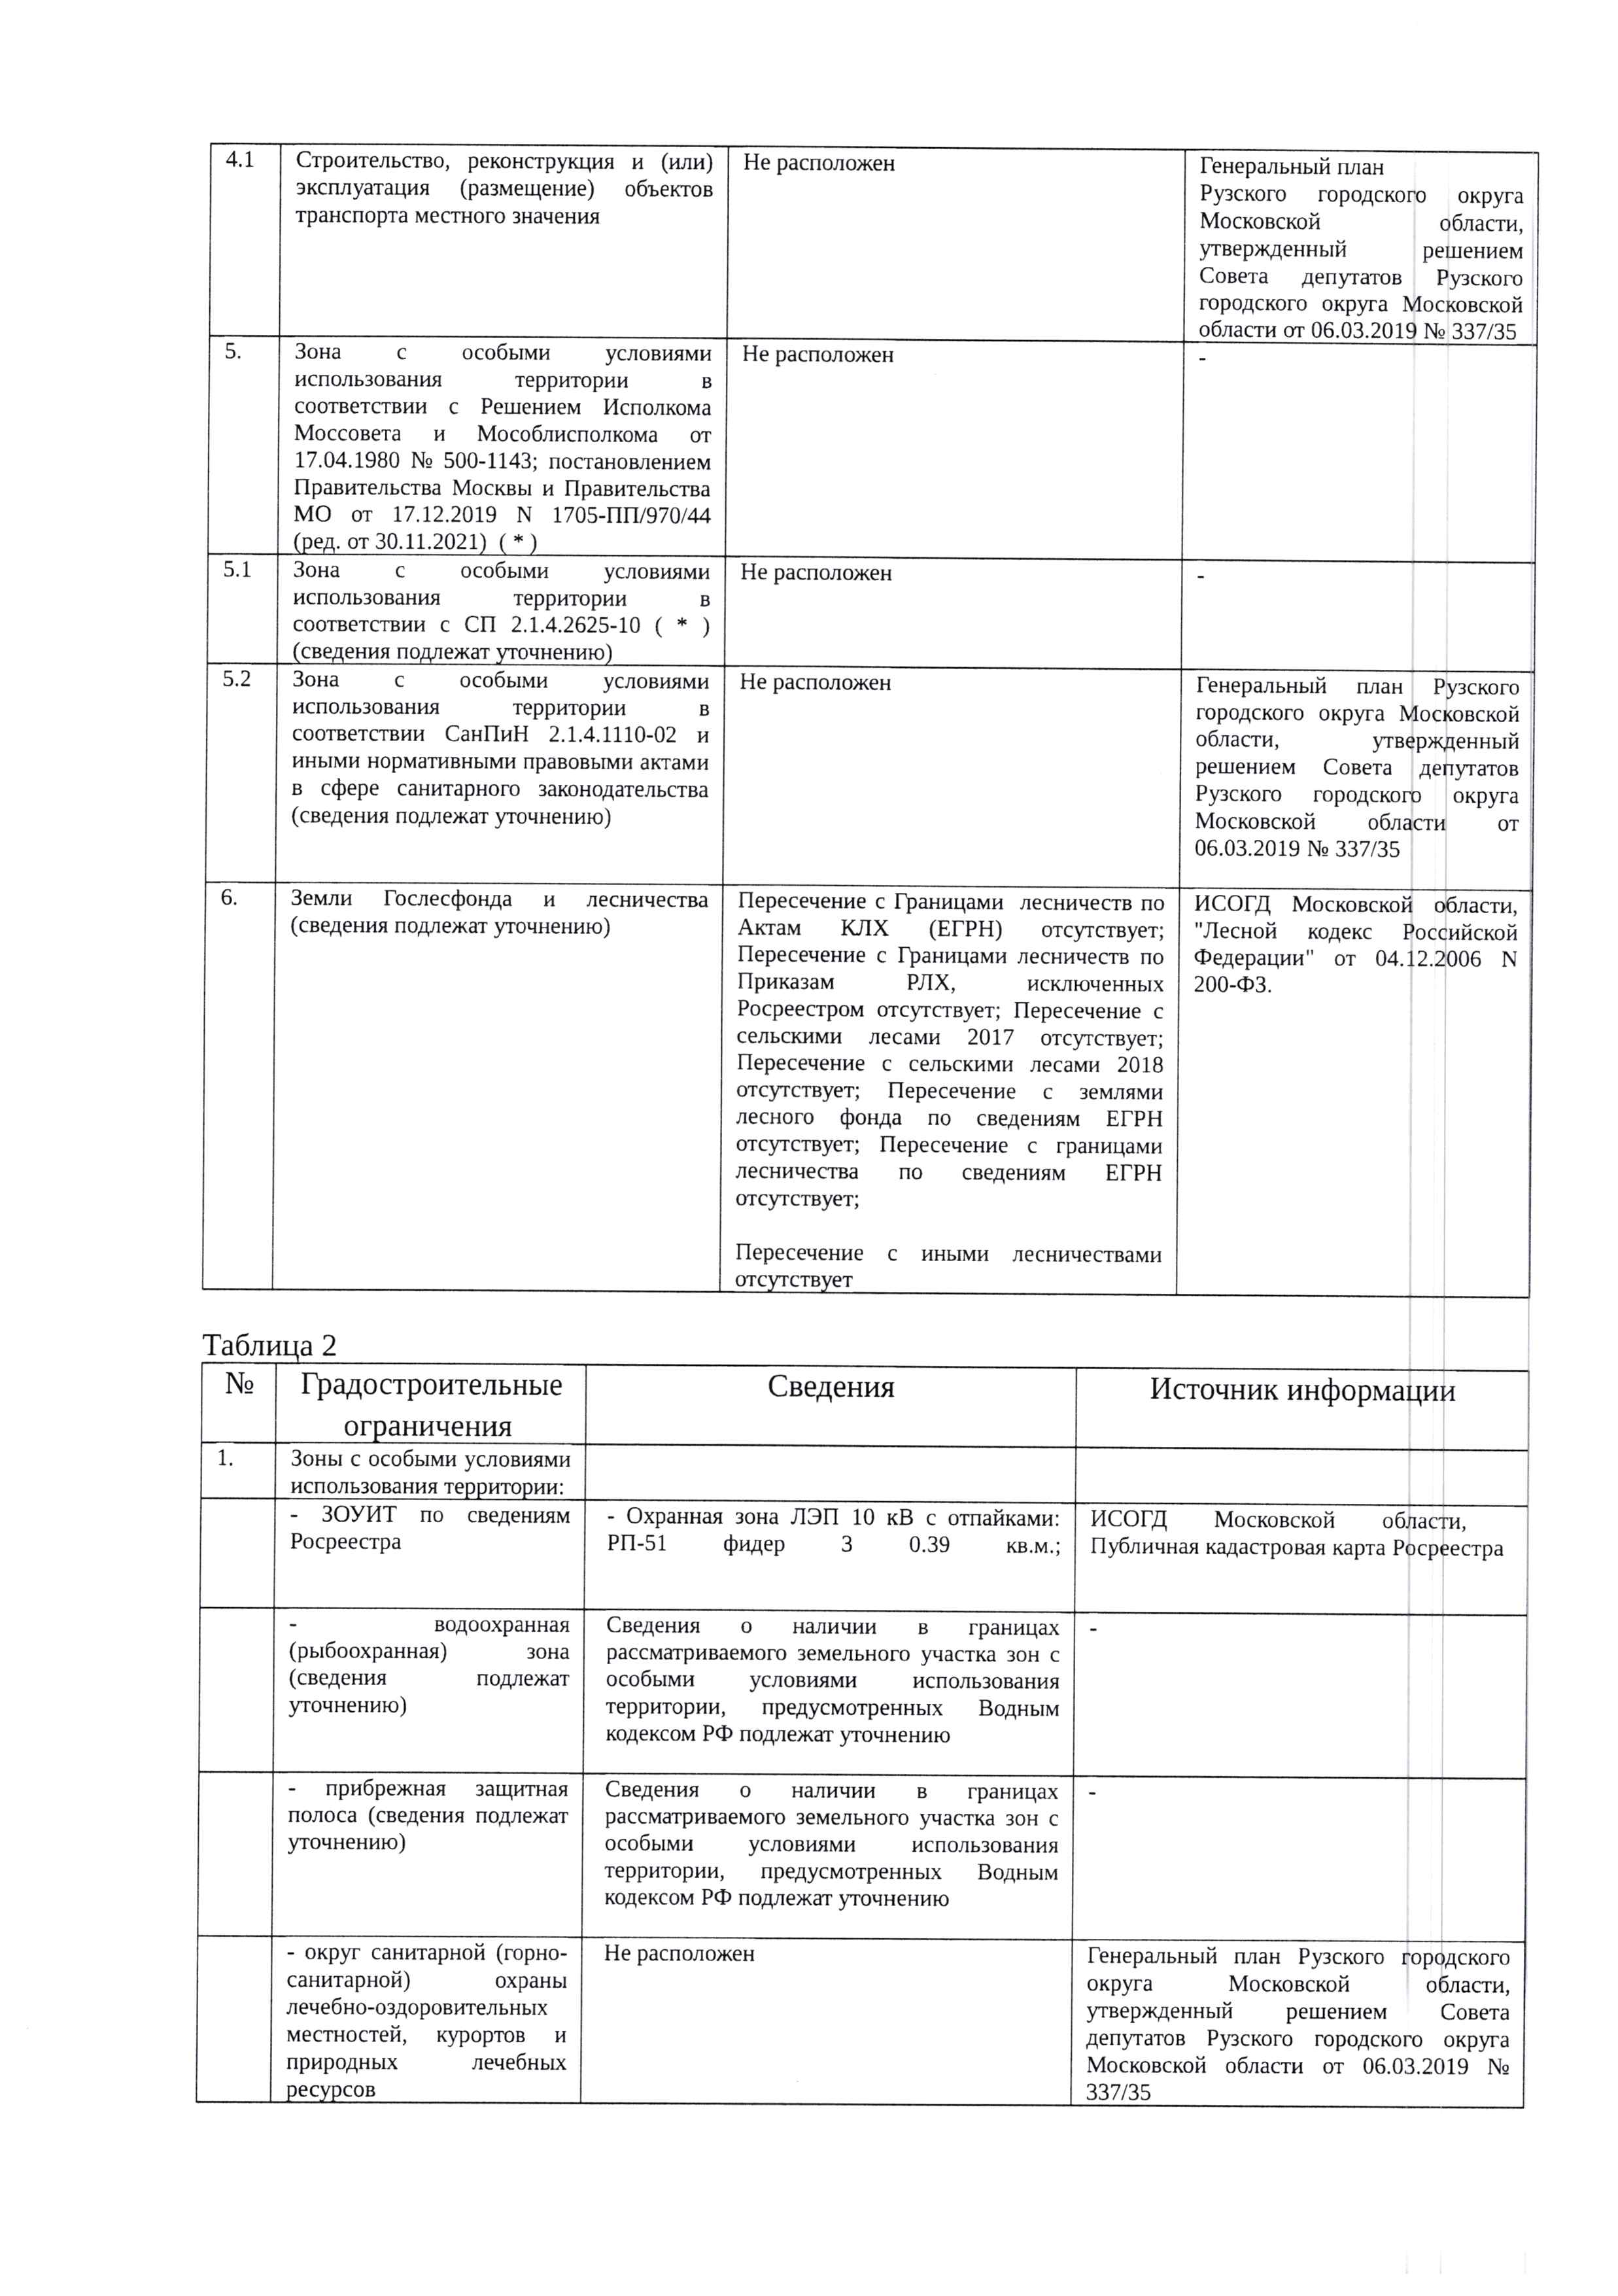 4.1
Строительство, реконструкция и (или)
эксплуатация (размещение) объектов
транспорта местного значения
Не расположен
Генеральный план
Рузского городского округа
Московской области,
утвержденный решением
Совета депутатов Рузского
городского округа Московской
области от 06.03.2019 № 337/35
5.
Зона с особыми условиями
использования территории в
соответствии с Решением Исполкома
Моссовета и Мособлисполкома от
17.04.1980 № 500-1143; постановлением
Правительства Москвы и Правительства
МО от 17.12.2019 N 1705-ПП/970/44
(ред. от 30.11.2021) ( * )
Не расположен
-
5.1
Зона с особыми условиями
использования территории в
соответствии с СП 2.1.4.2625-10 ( * )
(сведения подлежат уточнению)
Не расположен
-
5.2
Зона с особыми условиями
использования территории в
соответствии СанПиН 2.1.4.1110-02 и
иными нормативными правовыми актами
в сфере санитарного законодательства
(сведения подлежат уточнению)
Не расположен
Генеральный план Рузского
городского округа Московской
области, утвержденный
решением Совета депутатов
Рузского городского округа
Московской области от
06.03.2019 № 337/35
6.
Земли Гослесфонда и лесничества
(сведения подлежат уточнению)
Пересечение с Границами лесничеств по
Актам КЛХ (ЕГРН) отсутствует;
Пересечение с Границами лесничеств по
Приказам РЛХ, исключенных
Росреестром отсутствует; Пересечение с
сельскими лесами 2017 отсутствует;
Пересечение с сельскими лесами 2018
отсутствует; Пересечение с землями
лесного фонда по сведениям ЕГРН
отсутствует; Пересечение с границами
лесничества по сведениям ЕГРН
отсутствует;
Пересечение с иными лесничествами
отсутствует
ИСОГД Московской области,
"Лесной кодекс Российской
Федерации" от 04.12.2006 N
200-ФЗ.
Таблица 2
№
Градостроительные
ограничения
Сведения
Источник информации
1.
Зоны с особыми условиями
использования территории:
- ЗОУИТ по сведениям
Росреестра
- Охранная зона ЛЭП 10 кВ с отпайками:
РП-51 фидер 3 0.39 кв.м.;
ИСОГД Московской области,
Публичная кадастровая карта Росреестра
- водоохранная
(рыбоохранная) зона
(сведения подлежат
уточнению)
Сведения о наличии в границах
рассматриваемого земельного участка зон с
особыми условиями использования
территории, предусмотренных Водным
кодексом РФ подлежат уточнению
-
- прибрежная защитная
полоса (сведения подлежат
уточнению)
Сведения о наличии в границах
рассматриваемого земельного участка зон с
особыми условиями использования
территории, предусмотренных Водным
кодексом РФ подлежат уточнению
-
- округ санитарной (горно-
санитарной) охраны
лечебно-оздоровительных
местностей, курортов и
природных лечебных
ресурсов
Не расположен
Генеральный план Рузского городского
округа Московской области,
утвержденный решением Совета
депутатов Рузского городского округа
Московской области от 06.03.2019 №
337/35